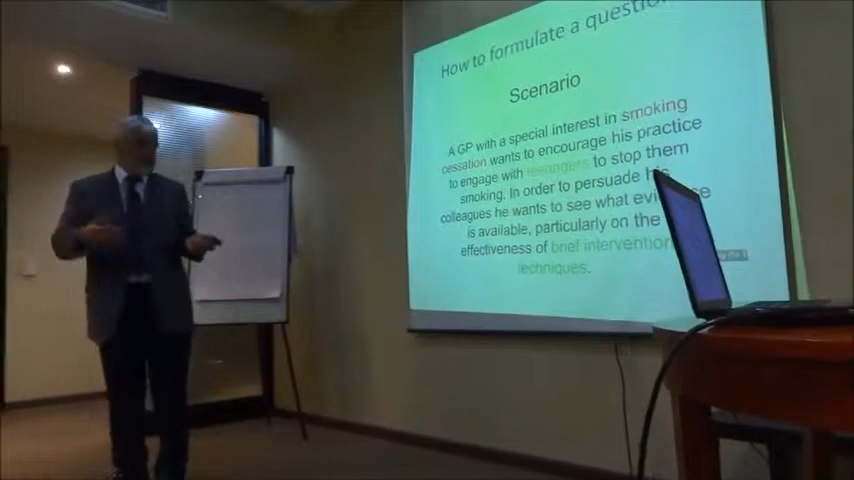 How to formulate a question
Scenario
A GP with a special interest in smoking
cessation wants to encourage his practice
to engage with teenagers to stop them
smoking. In order to persuade his
colleagues he wants to see what
is available, particularly on the
effectiveness of brief intervention
techniques.